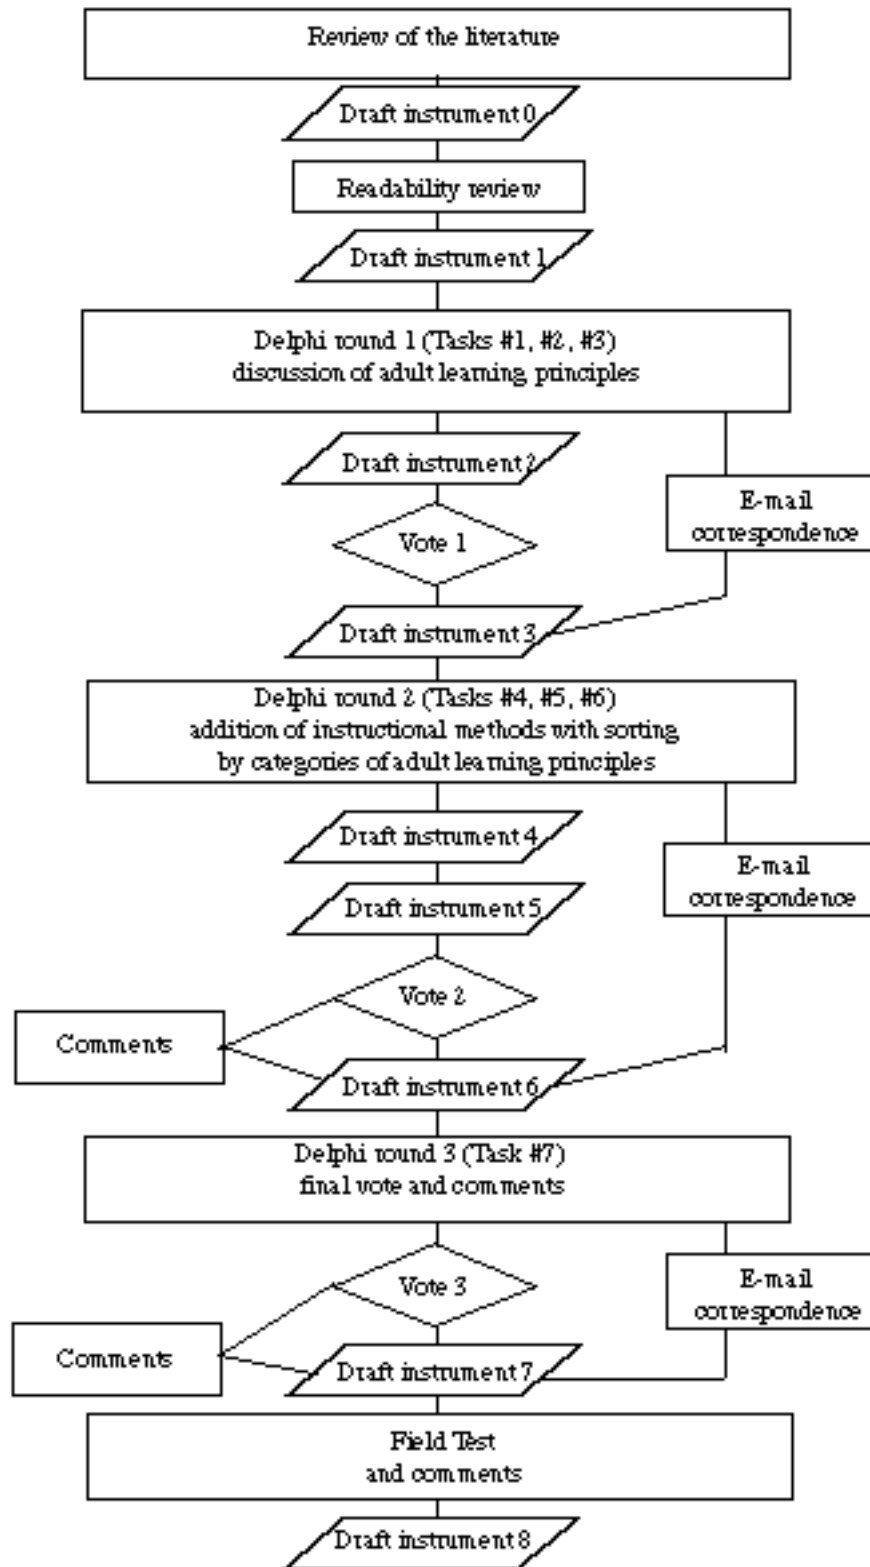 Review of the literature
Draft instrument 0
Readability review
Draft instrument 1
Delphi round 1 (Tasks #1, #2, #3)
discussion of adult learning principles
Draft instrument 2
E-mail
correspondence
Vote 1
Draft instrument 3
Delphi round 2 (Tasks #4, #5, #6)
addition of instructional methods with sorting
by categories of adult learning principles
Draft instrument 4
E-mail
correspondence
Draft instrument 5
Vote 2
Comments
Draft instrument 6
Delphi round 3 (Task #7)
final vote and comments
Vote 3
E-mail
correspondence
Comments
Draft instrument 7
Field Test
and comments
Draft instrument 8